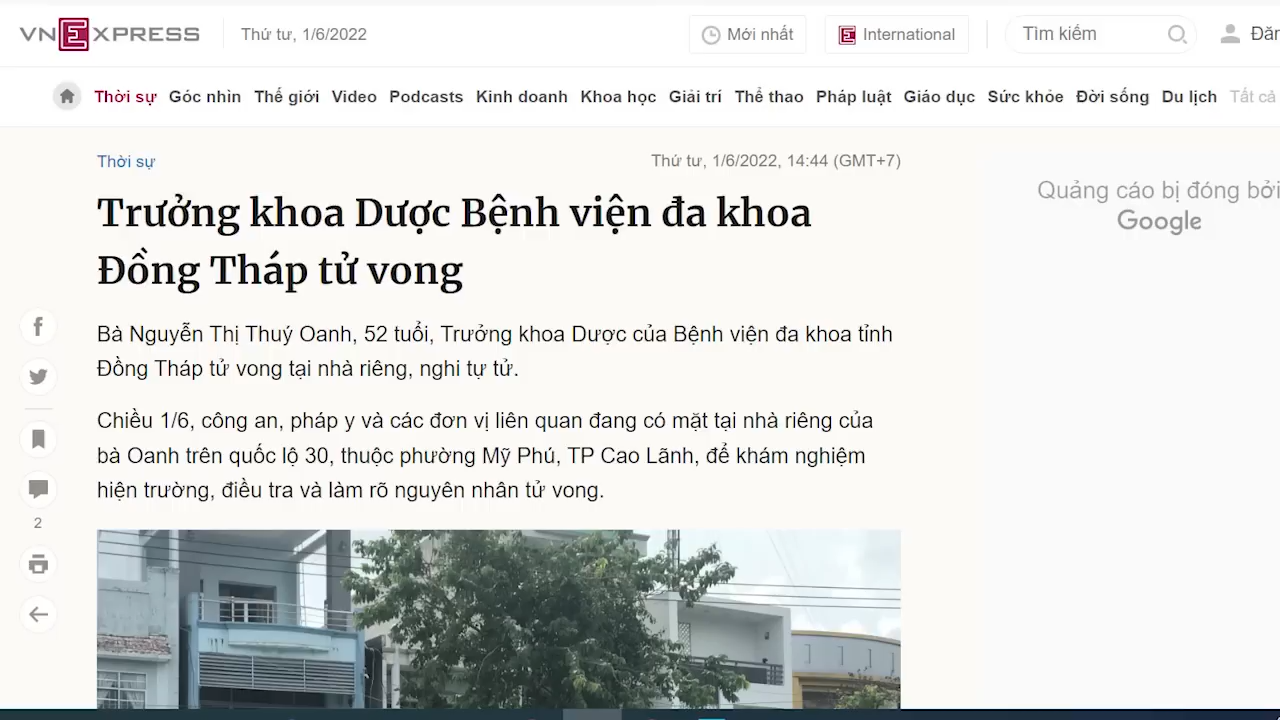 VNEXPRESS
Thứ tư, 1/6/2022
Mới nhất
International
Tìm kiếm
Thời sự Góc nhìn Thế giới Video Podcasts Kinh doanh Khoa học Giải trí Thể thao Pháp luật Giáo dục Sức khỏe Đời sống Du lịch Tất cả
Thời sự
Thứ tư, 1/6/2022, 14:44 (GMT+7)
Trưởng khoa Dược Bệnh viện đa khoa
Đồng Tháp tử vong
Bà Nguyễn Thị Thuý Oanh, 52 tuổi, Trưởng khoa Dược của Bệnh viện đa khoa tỉnh
Đồng Tháp tử vong tại nhà riêng, nghi tự tử.
Chiều 1/6, công an, pháp y và các đơn vị liên quan đang có mặt tại nhà riêng của
bà Oanh trên quốc lộ 30, thuộc phường Mỹ Phú, TP Cao Lãnh, để khám nghiệm
hiện trường, điều tra và làm rõ nguyên nhân tử vong.
2
Quảng cáo bị đóng bởi
Google